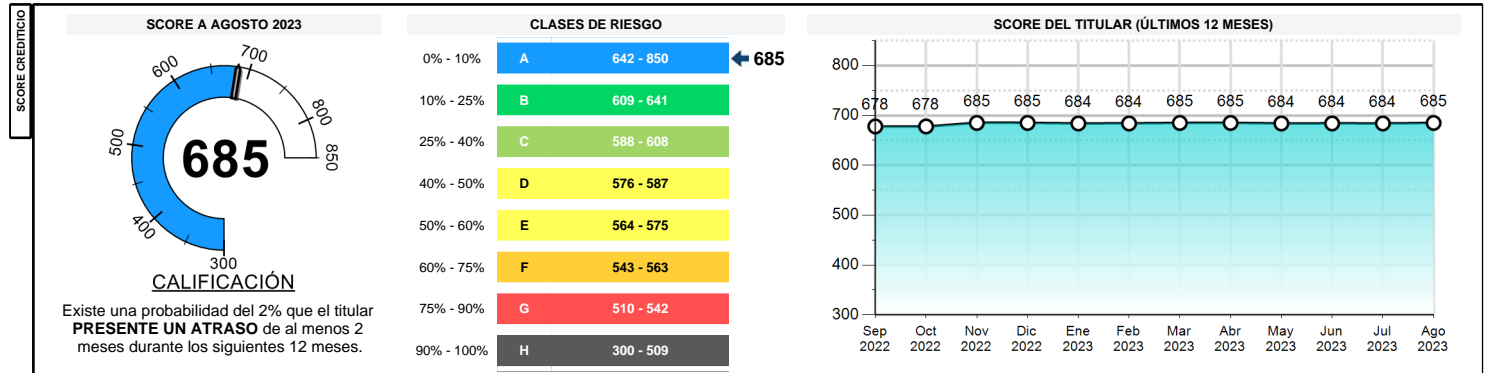 SCORE CREDITICIO
SCORE A AGOSTO 2023
300
400
500
600
700
800
850
685
CALIFICACIÓN
Existe una probabilidad del 2% que el titular
PRESENTE UN ATRASO de al menos 2
meses durante los siguientes 12 meses.
CLASES DE RIESGO
0% - 10% A 642 - 850 685
10% - 25% B 609 - 641
25% - 40% C 588 - 608
40% - 50% D 576 - 587
50% - 60% E 564 - 575
60% - 75% F 543 - 563
75% - 90% G 510 - 542
90% - 100% H 300 - 509
SCORE DEL TITULAR (ÚLTIMOS 12 MESES)
800
700
600
500
400
300
678 678 685 685 684 684 685 685 684 684 684 685
Sep Oct Nov Dic Ene Feb Mar Abr May Jun Jul Ago
2022 2022 2022 2022 2023 2023 2023 2023 2023 2023 2023 2023